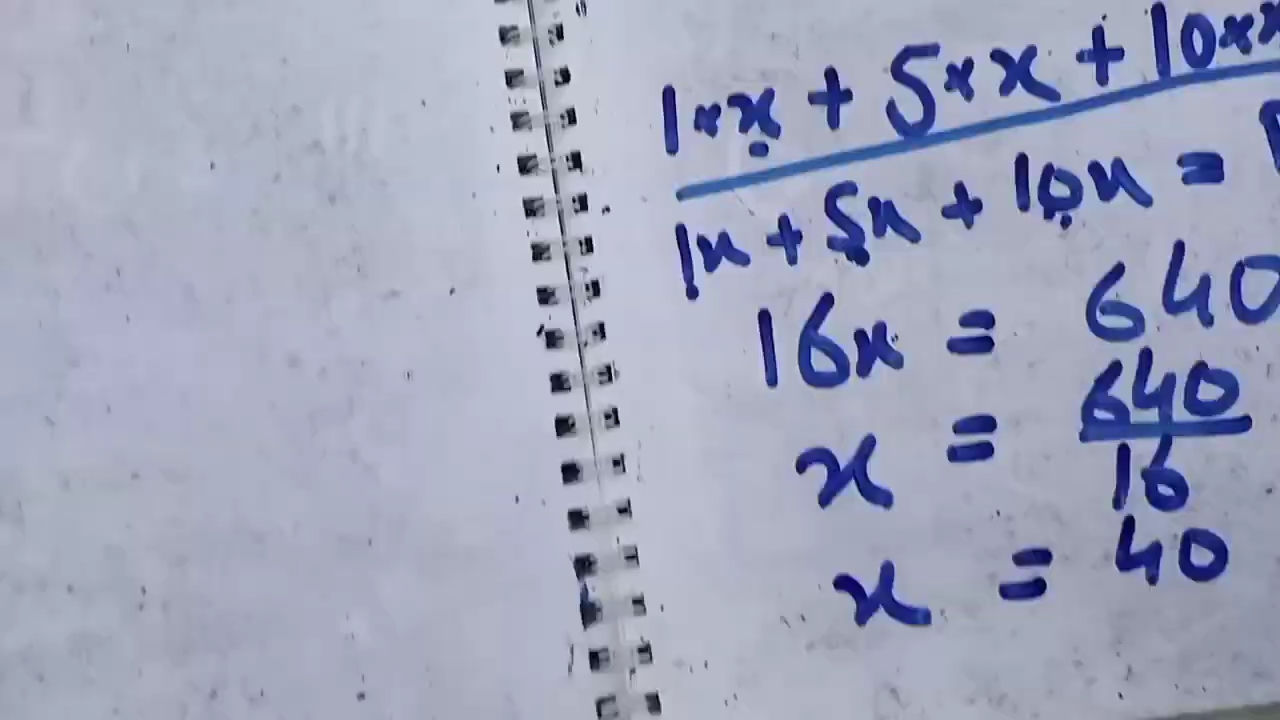 1×x + 5×x + 10×x
1x + 5x + 10x =
16x = 640
x = 640/16
x = 40